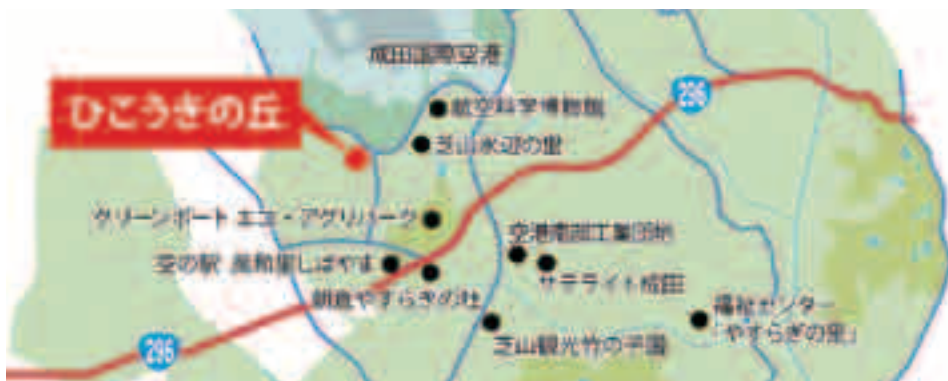 成田国際空港
296
ひこうきの丘
航空科学博物館
芝山水辺の里
グリーンポート エコ・アグリパーク
空港南部工業団地
空の駅 風和里しばやま
サテライト成田
朝倉やすらぎの杜
福祉センター
「やすらぎの里」
芝山観光竹の子園
296